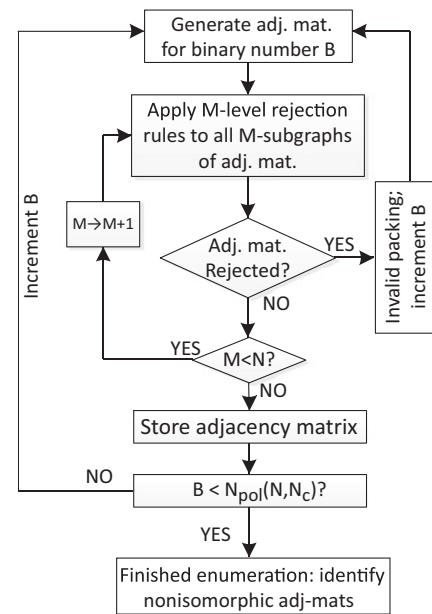 Generate adj. mat.
for binary number B
Apply M-level rejection
rules to all M-subgraphs
of adj. mat.
M→M+1
Adj. mat.
Rejected?
YES
Invalid packing;
increment B
Increment B
NO
YES
M<N?
NO
Store adjacency matrix
NO
B < Npol(N,Nc)?
YES
Finished enumeration: identify
nonisomorphic adj-mats